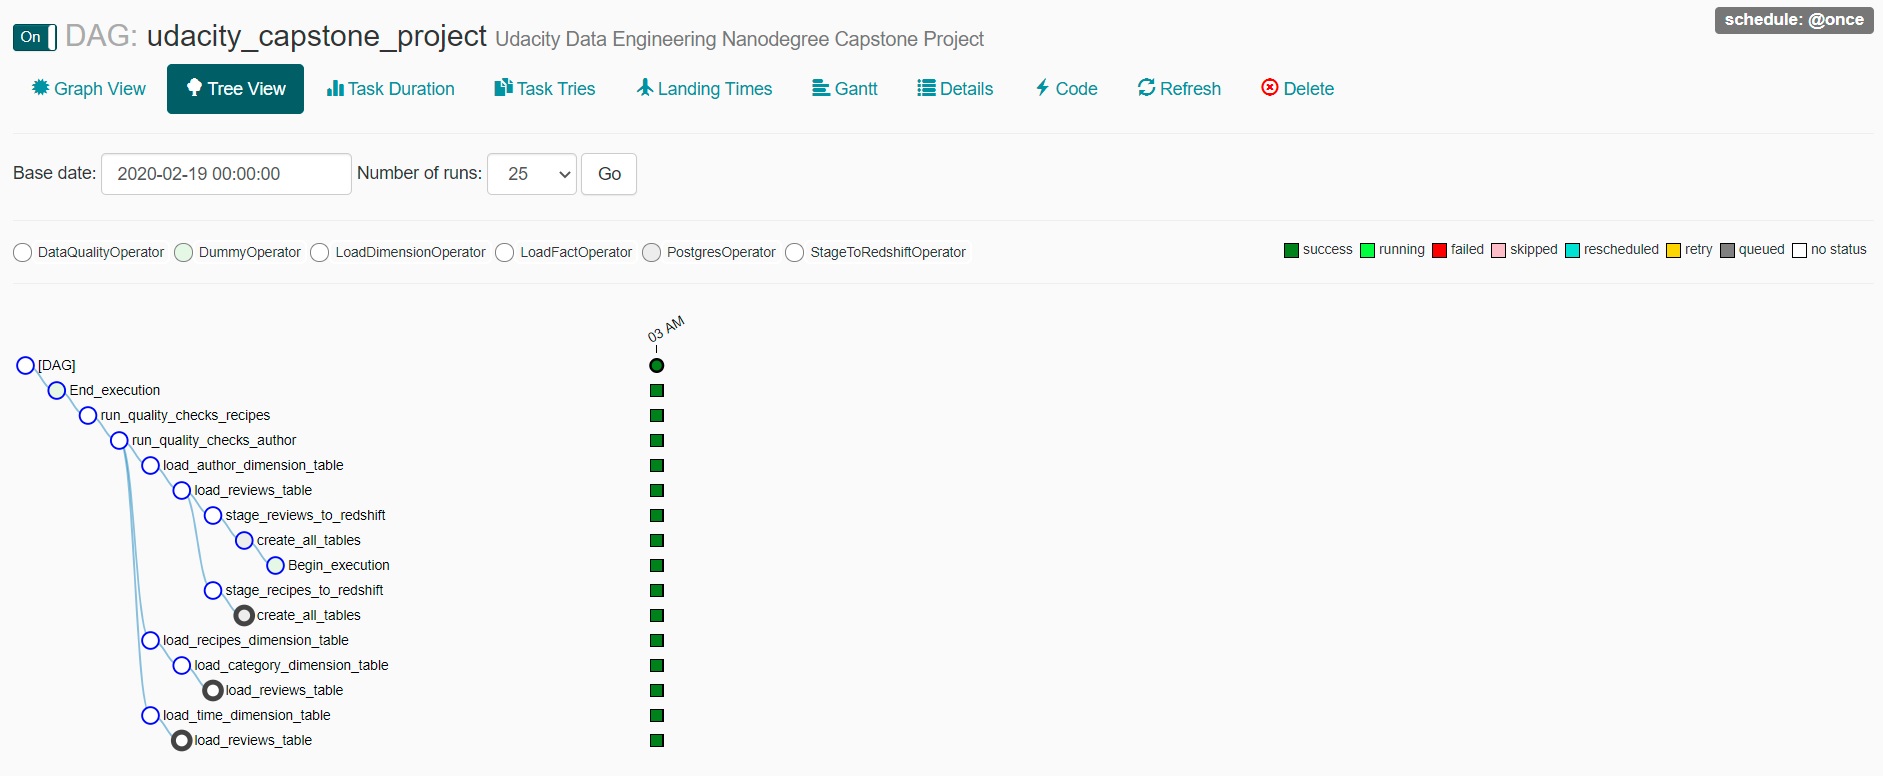 On DAG: udacity_capstone_project Udacity Data Engineering Nanodegree Capstone Project schedule: @once
Graph View Tree View Task Duration Task Tries Landing Times Gantt Details Code Refresh Delete
Base date: 2020-02-19 00:00:00 Number of runs: 25 Go
DataQualityOperator DummyOperator LoadDimensionOperator LoadFactOperator PostgresOperator StageToRedshiftOperator success running failed skipped rescheduled retry queued no status
03 AM
[DAG]
End_execution
run_quality_checks_recipes
run_quality_checks_author
load_author_dimension_table
load_reviews_table
stage_reviews_to_redshift
create_all_tables
Begin_execution
stage_recipes_to_redshift
create_all_tables
load_recipes_dimension_table
load_category_dimension_table
load_reviews_table
load_time_dimension_table
load_reviews_table